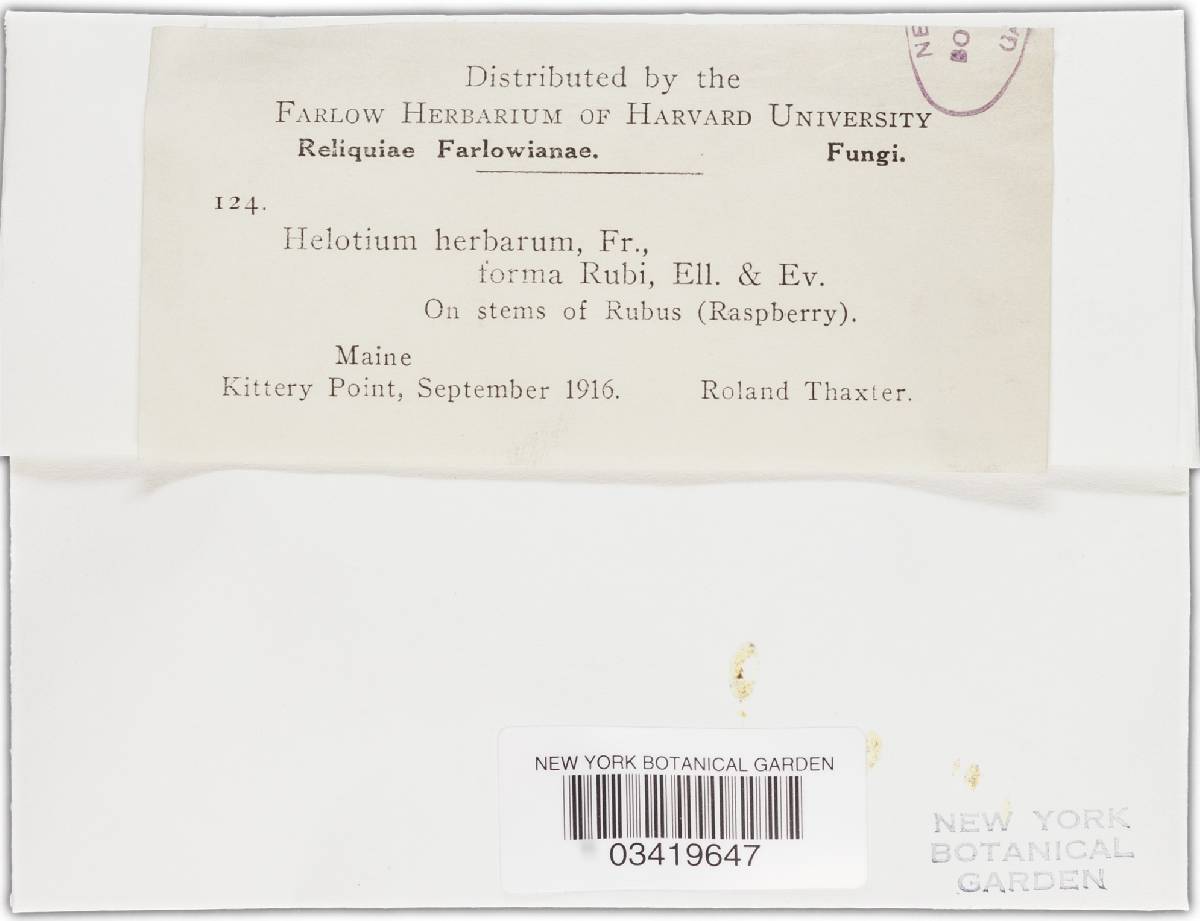 Distributed by the
FARLOW HERBARIUM OF HARVARD UNIVERSITY
Reliquiae Farlowianae. Fungi.
124.
Helotium herbarum, Fr.,
forma Rubi, Ell. & Ev.
On stems of Rubus (Raspberry).
Maine
Kittery Point, September 1916. Roland Thaxter.
NEW YORK BOTANICAL GARDEN
03419647
NEW YORK
BOTANICAL
GARDEN